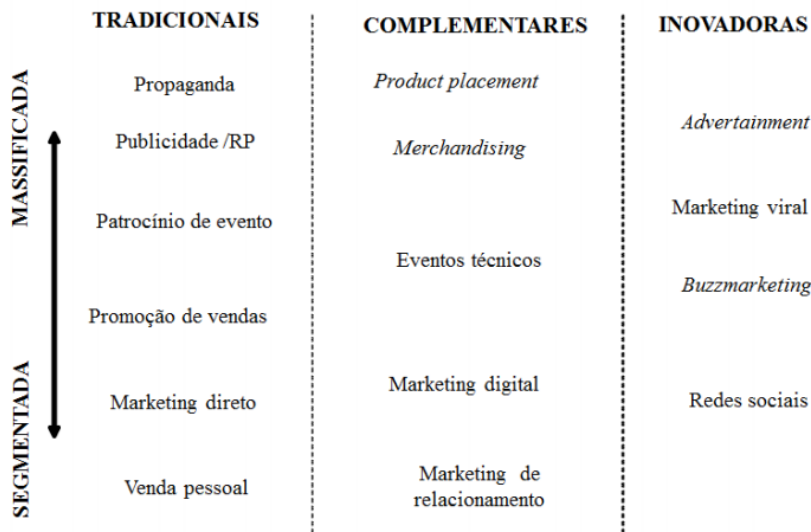 TRADICIONAIS
COMPLEMENTARES
INOVADORAS
MASSIFICADA
SEGMENTADA
Propaganda
Publicidade /RP
Patrocínio de evento
Promoção de vendas
Marketing direto
Venda pessoal
Product placement
Merchandising
Eventos técnicos
Marketing digital
Marketing de
relacionamento
Advertainment
Marketing viral
Buzzmarketing
Redes sociais